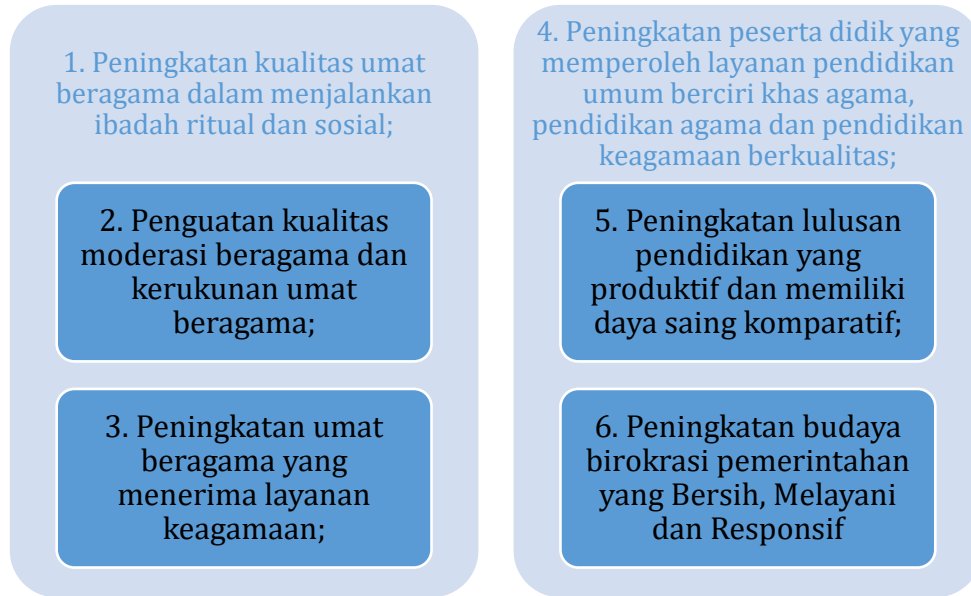 1. Peningkatan kualitas umat
beragama dalam menjalankan
ibadah ritual dan sosial;
2. Penguatan kualitas
moderasi beragama dan
kerukunan umat
beragama;
3. Peningkatan umat
beragama yang
menerima layanan
keagamaan;
4. Peningkatan peserta didik yang
memperoleh layanan pendidikan
umum berciri khas agama,
pendidikan agama dan pendidikan
keagamaan berkualitas;
5. Peningkatan lulusan
pendidikan yang
produktif dan memiliki
daya saing komparatif;
6. Peningkatan budaya
birokrasi pemerintahan
yang Bersih, Melayani
dan Responsif